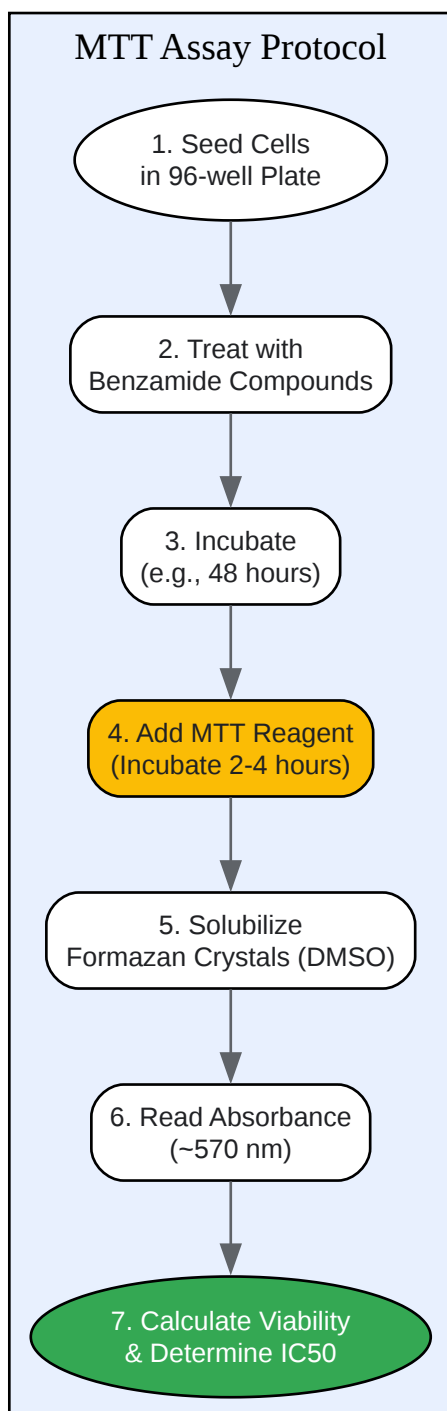 MTT Assay Protocol
1. Seed Cells
in 96-well Plate
2. Treat with
Benzamide Compounds
3. Incubate
(e.g., 48 hours)
4. Add MTT Reagent
(Incubate 2-4 hours)
5. Solubilize
Formazan Crystals (DMSO)
6. Read Absorbance
(~570 nm)
7. Calculate Viability
& Determine IC50